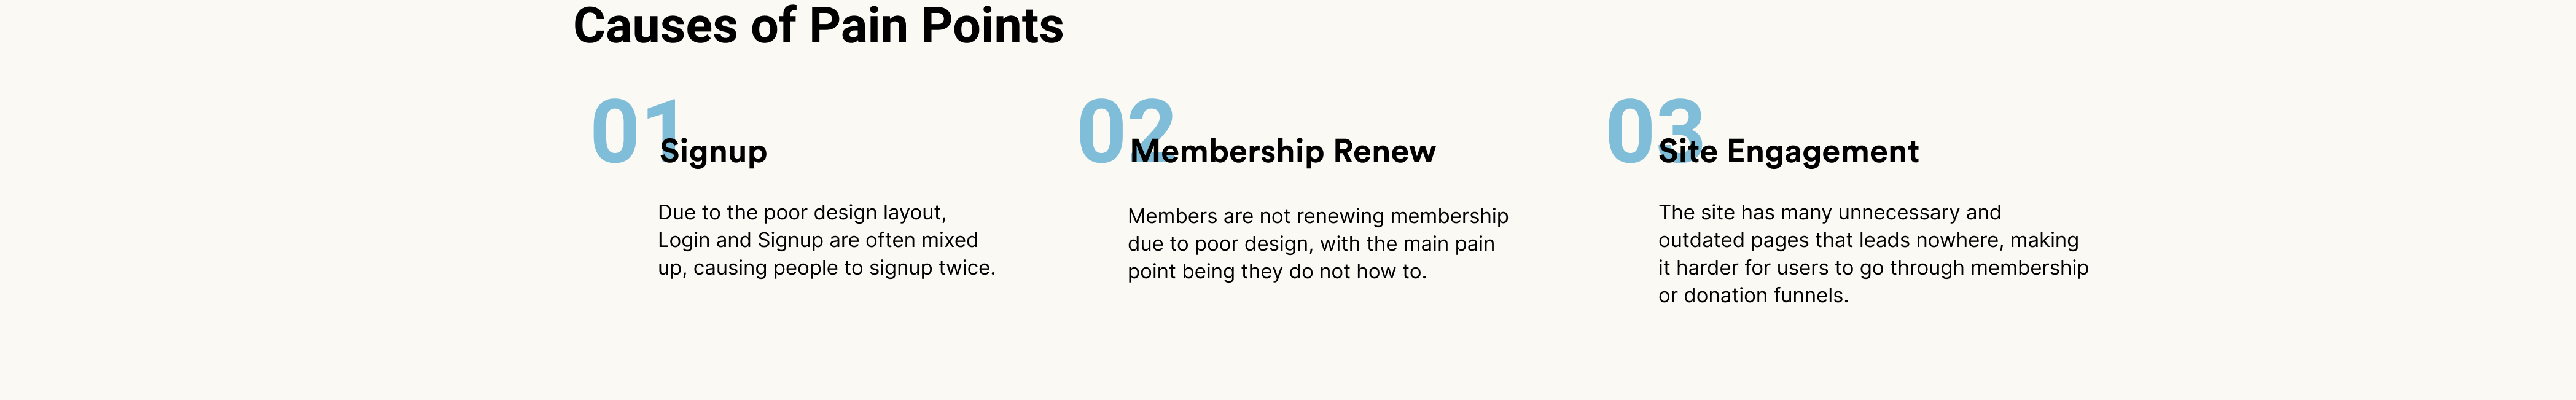 Causes of Pain Points
01
Signup
Due to the poor design layout,
Login and Signup are often mixed
up, causing people to signup twice.
02
Membership Renew
Members are not renewing membership
due to poor design, with the main pain
point being they do not how to.
03
Site Engagement
The site has many unnecessary and
outdated pages that leads nowhere, making
it harder for users to go through membership
or donation funnels.